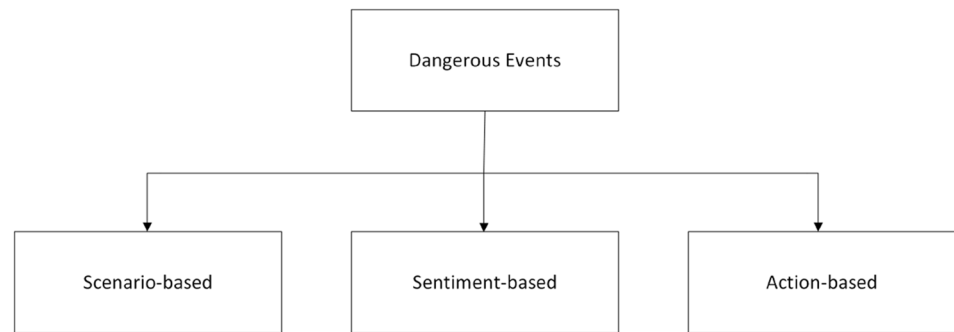 Dangerous Events
Scenario-based
Sentiment-based
Action-based